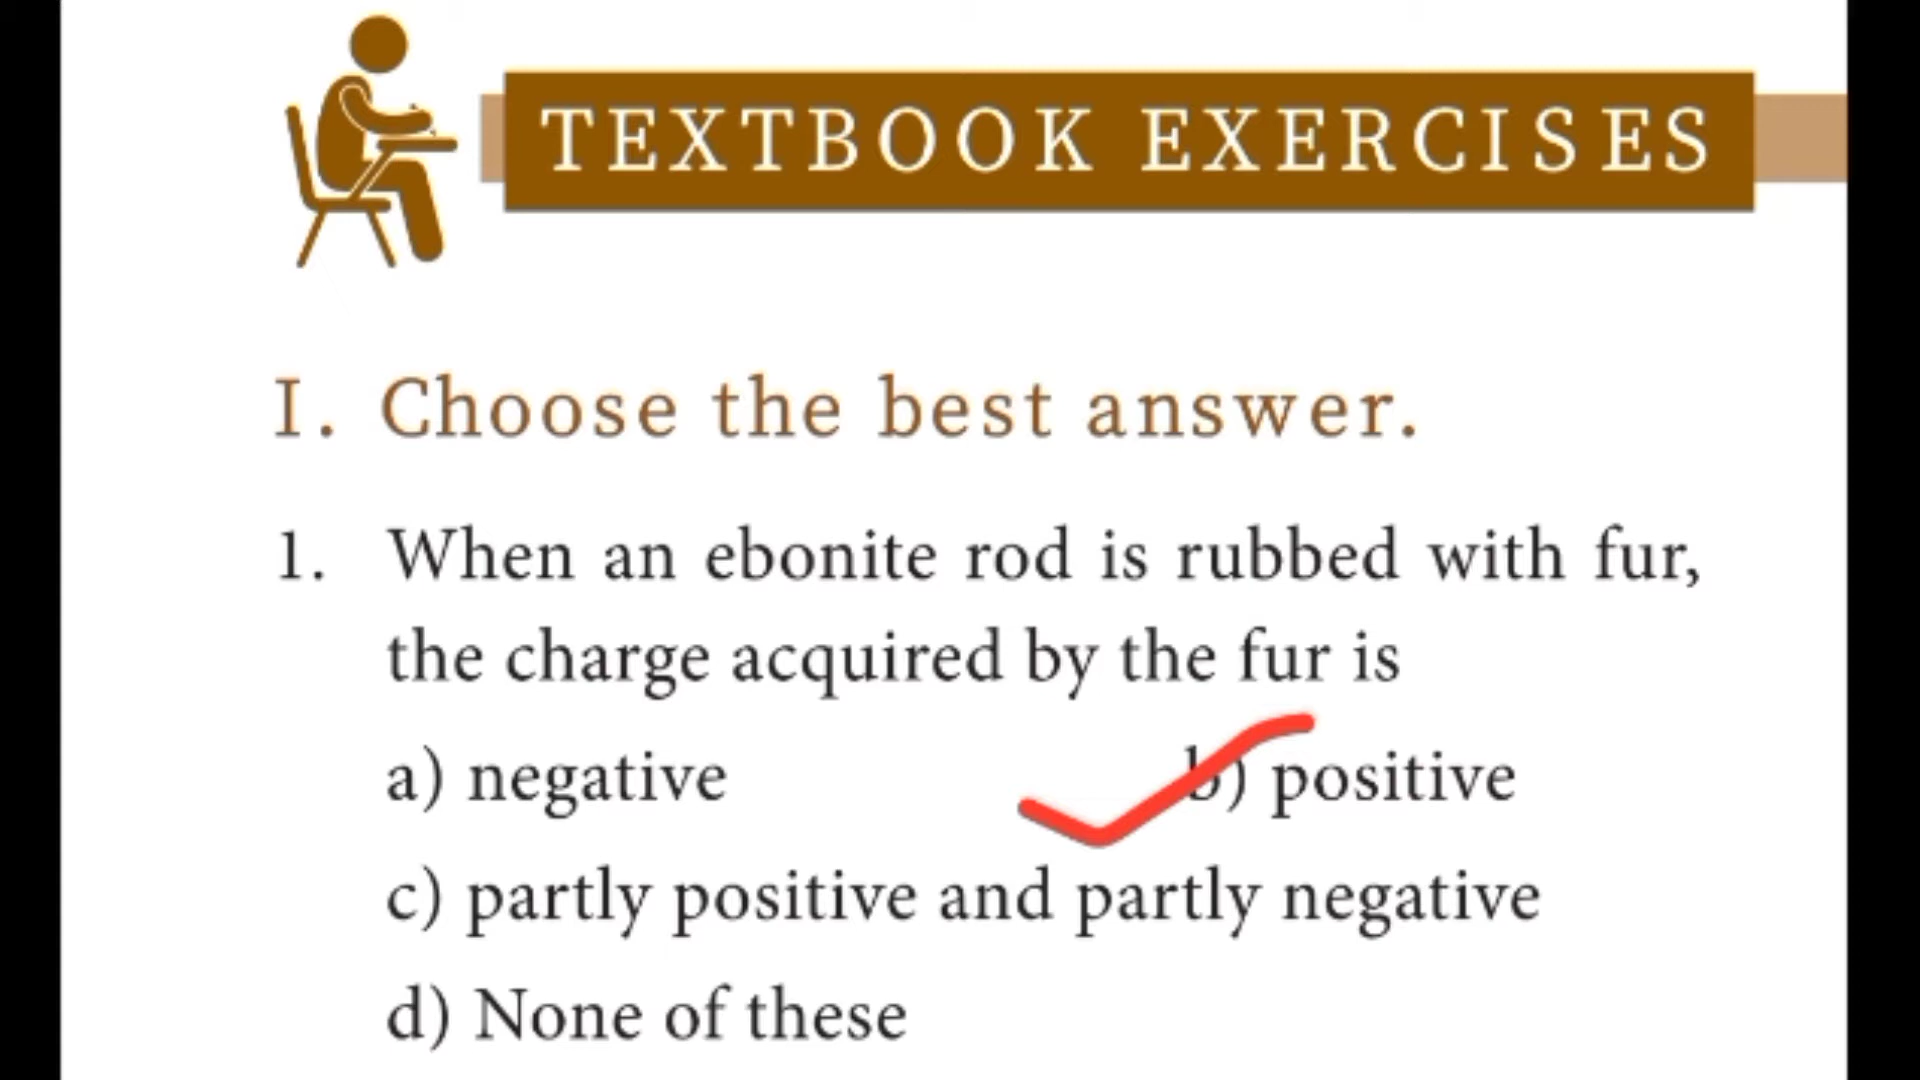 TEXTBOOK EXERCISES
I. Choose the best answer.
1. When an ebonite rod is rubbed with fur,
the charge acquired by the fur is
a) negative b) positive
c) partly positive and partly negative
d) None of these